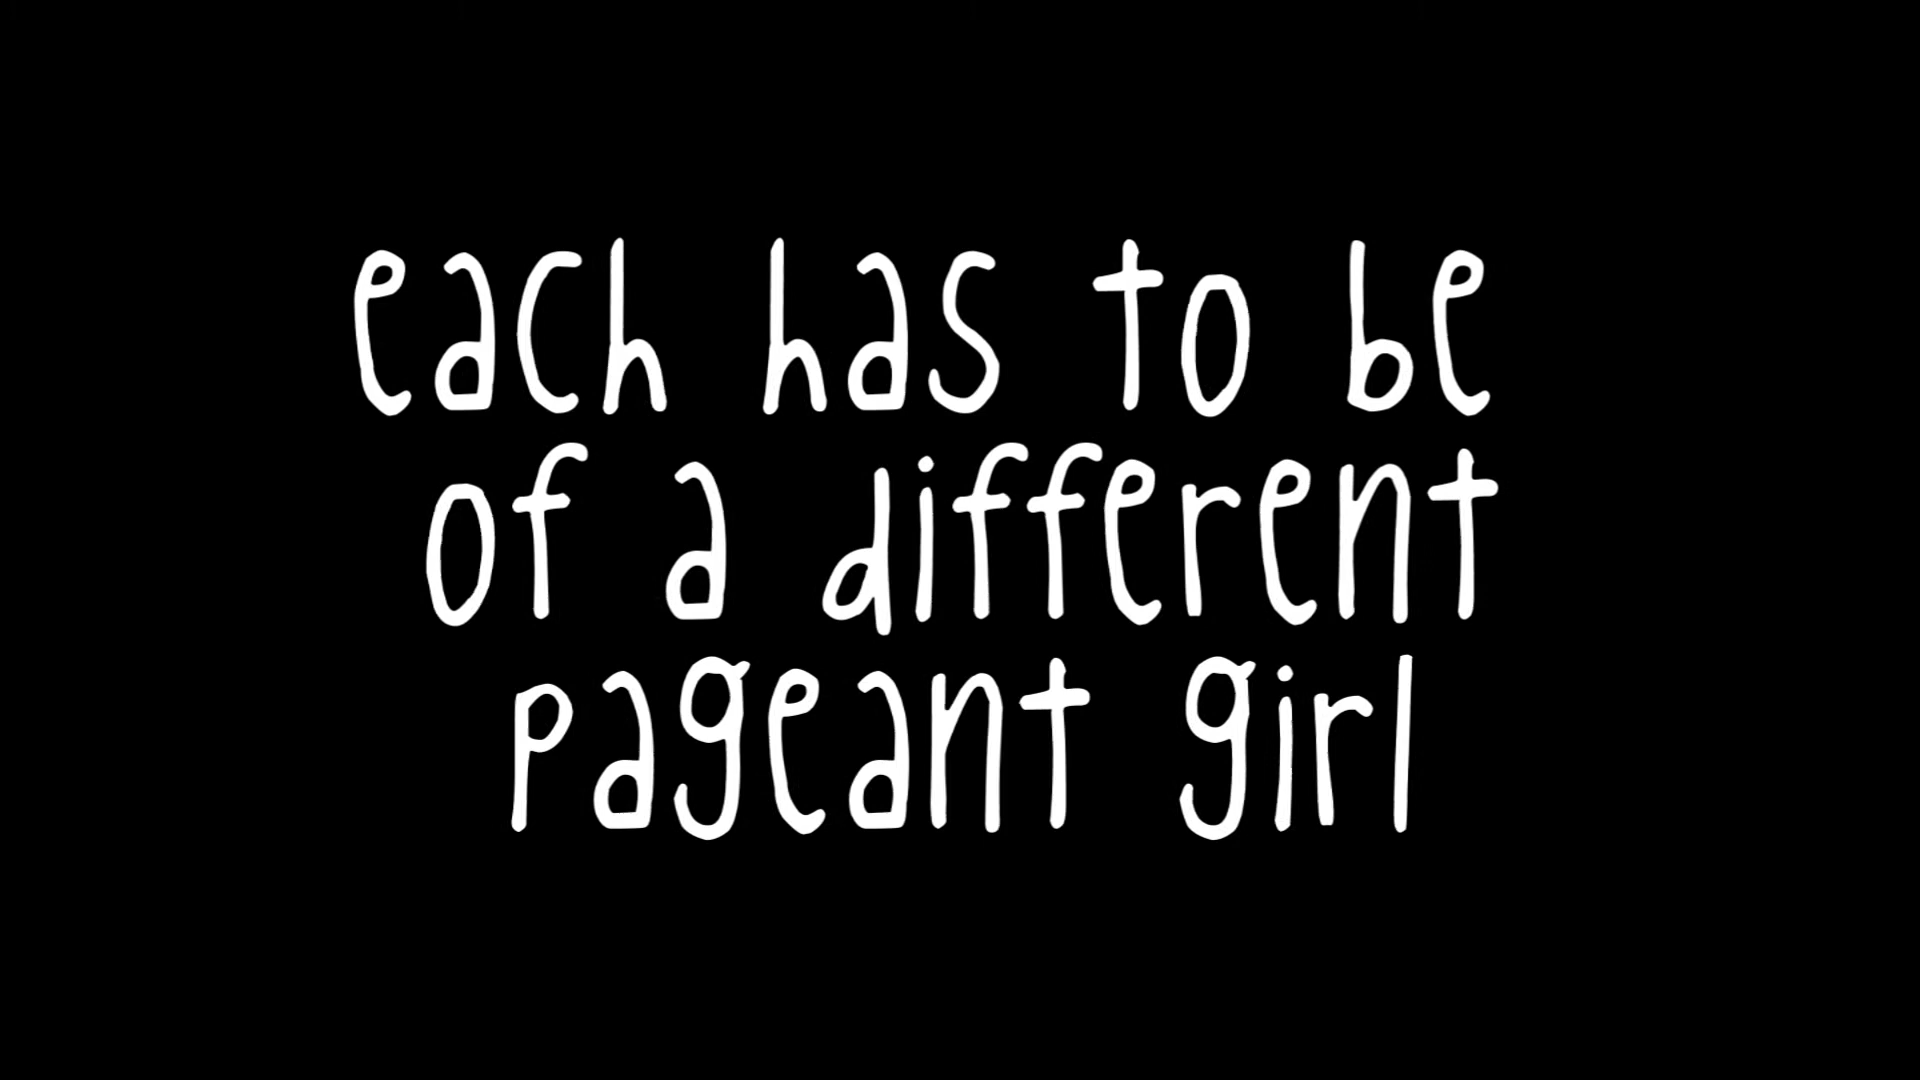 each has to be
of a different
pageant girl